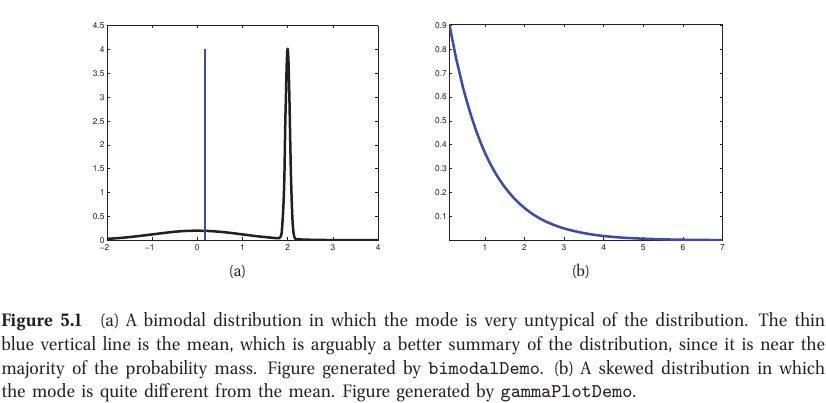 4.5
4
3.5
3
2.5
2
1.5
1
0.5
0
−2 −1 0 1 2 3 4
(a)
0.9
0.8
0.7
0.6
0.5
0.4
0.3
0.2
0.1
1 2 3 4 5 6 7
(b)
Figure 5.1 (a) A bimodal distribution in which the mode is very untypical of the distribution. The thin
blue vertical line is the mean, which is arguably a better summary of the distribution, since it is near the
majority of the probability mass. Figure generated by bimodalDemo. (b) A skewed distribution in which
the mode is quite different from the mean. Figure generated by gammaPlotDemo.